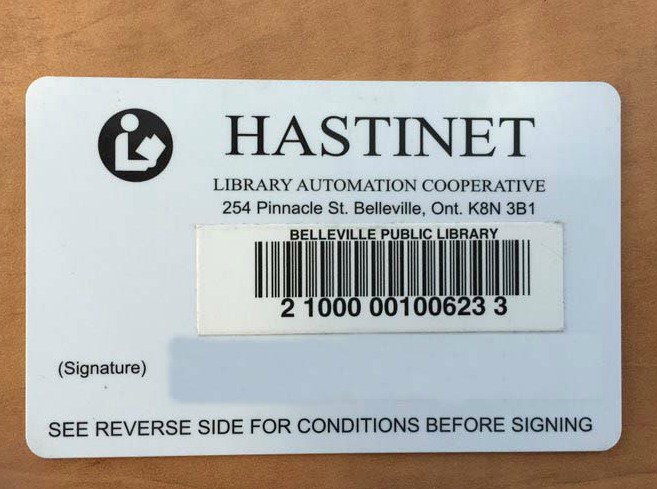 HASTINET
LIBRARY AUTOMATION COOPERATIVE
254 Pinnacle St. Belleville, Ont. K8N 3B1
BELLEVILLE PUBLIC LIBRARY
2 1000 00100623 3
(Signature)
SEE REVERSE SIDE FOR CONDITIONS BEFORE SIGNING